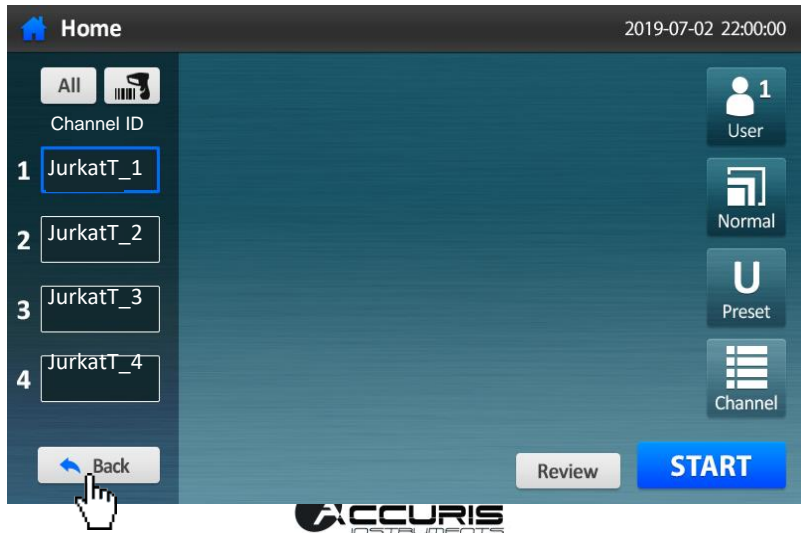 Home
2019-07-02 22:00:00
All
Channel ID
1 JurkatT_1
2 JurkatT_2
3 JurkatT_3
4 JurkatT_4
Back
1
User
Normal
U
Preset
Channel
Review
START
ACCURIS
INSTRUMENTS